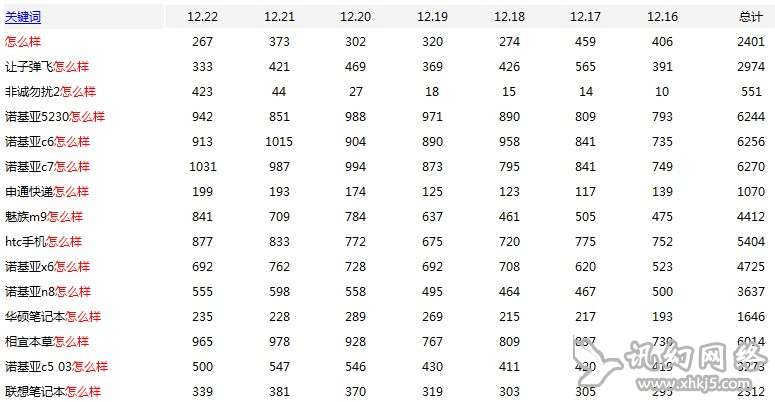 关键词 12.22 12.21 12.20 12.19 12.18 12.17 12.16 总计
怎么样 267 373 302 320 274 459 406 2401
让子弹飞怎么样 333 421 469 369 426 565 391 2974
非诚勿扰2怎么样 423 44 27 18 15 14 10 551
诺基亚5230怎么样 942 851 988 971 890 809 793 6244
诺基亚c6怎么样 913 1015 904 890 958 841 735 6256
诺基亚c7怎么样 1031 987 994 873 795 841 749 6270
申通快递怎么样 199 193 174 125 123 117 139 1070
魅族m9怎么样 841 709 784 637 461 505 475 4412
htc手机怎么样 877 833 772 675 720 775 752 5404
诺基亚x6怎么样 692 762 728 692 708 620 523 4725
诺基亚n8怎么样 555 598 558 495 464 467 500 3637
华硕笔记本怎么样 235 228 289 269 215 217 193 1646
相宜本草怎么样 965 978 928 767 809 837 730 6014
诺基亚c5 03怎么样 500 547 546 430 411 420 419 3273
联想笔记本怎么样 339 381 370 319 303 305 295 2312
讯幻网络
www.xhkj5.com